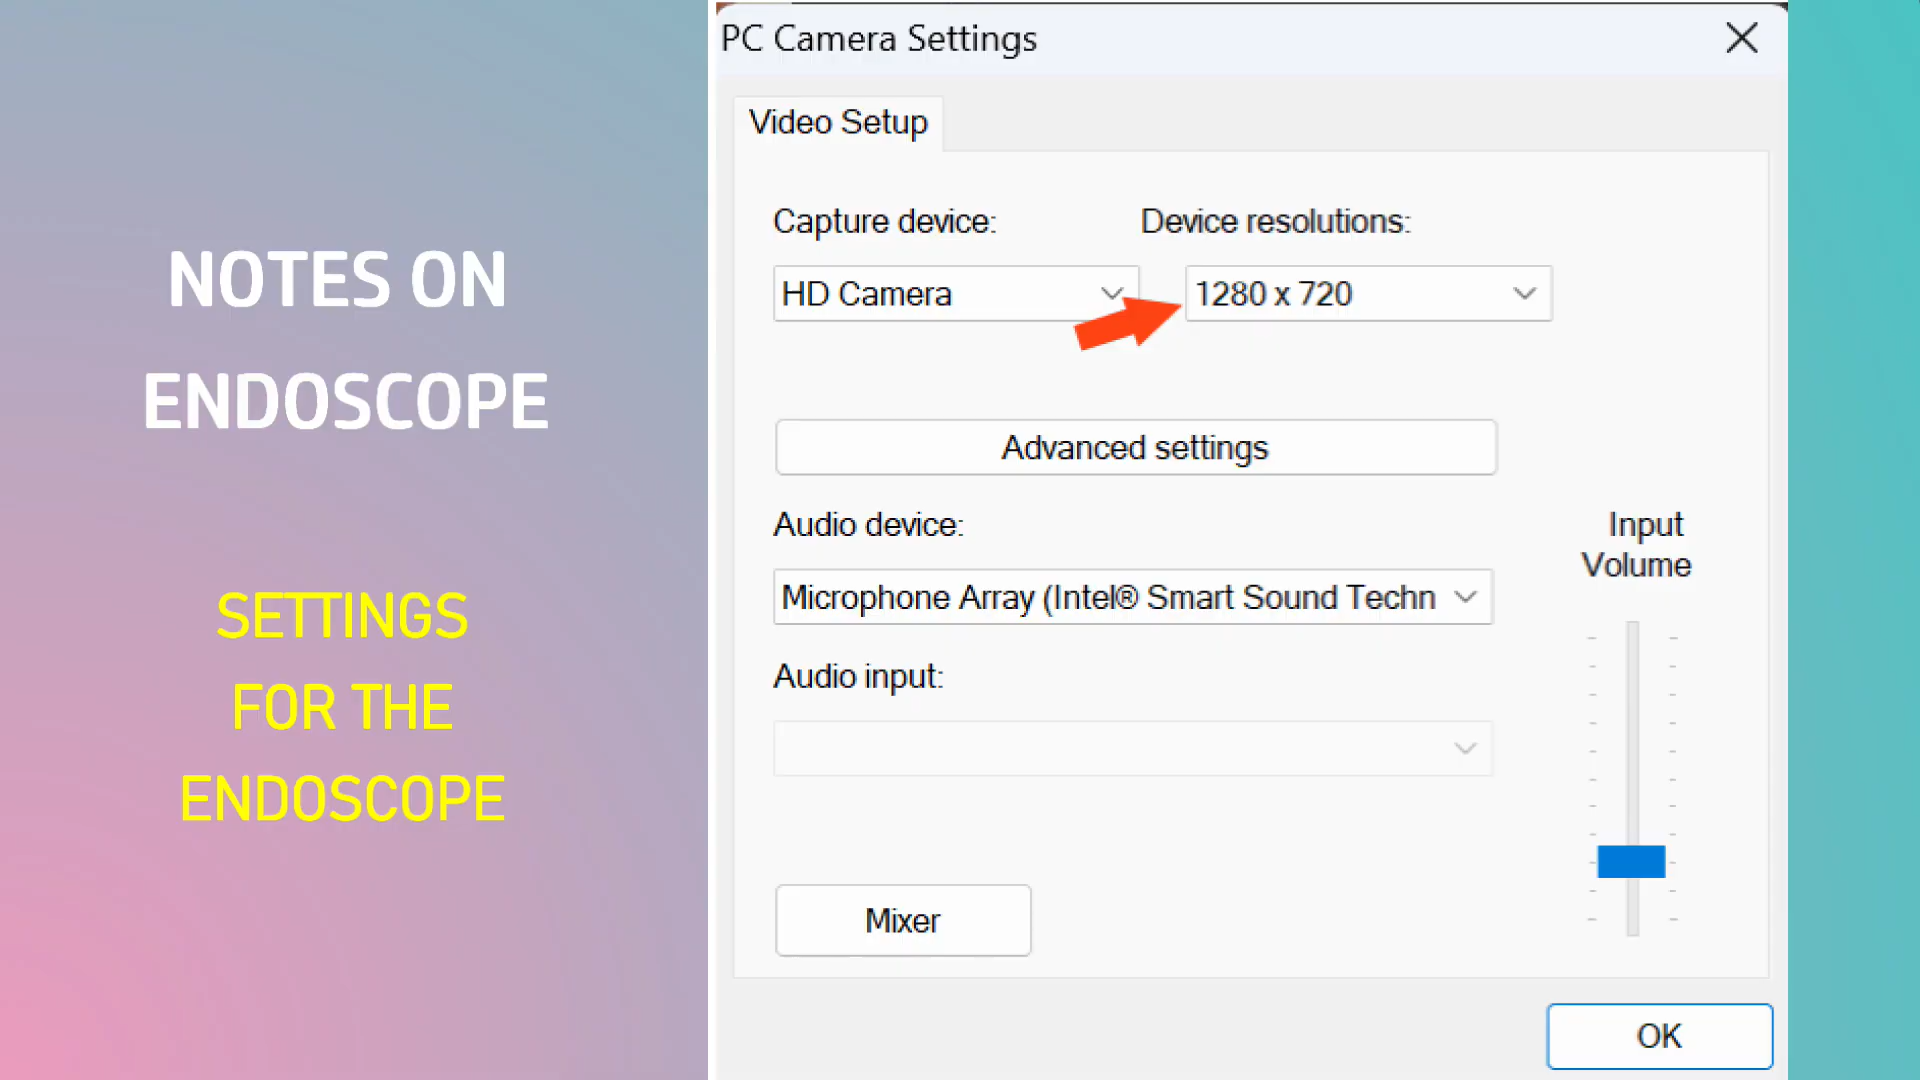 NOTES ON
ENDOSCOPE
SETTINGS
FOR THE
ENDOSCOPE
PC Camera Settings
Video Setup
Capture device:
Device resolutions:
HD Camera
1280 x 720
Advanced settings
Audio device:
Input
Volume
Microphone Array (Intel® Smart Sound Techn
Audio input:
Mixer
OK